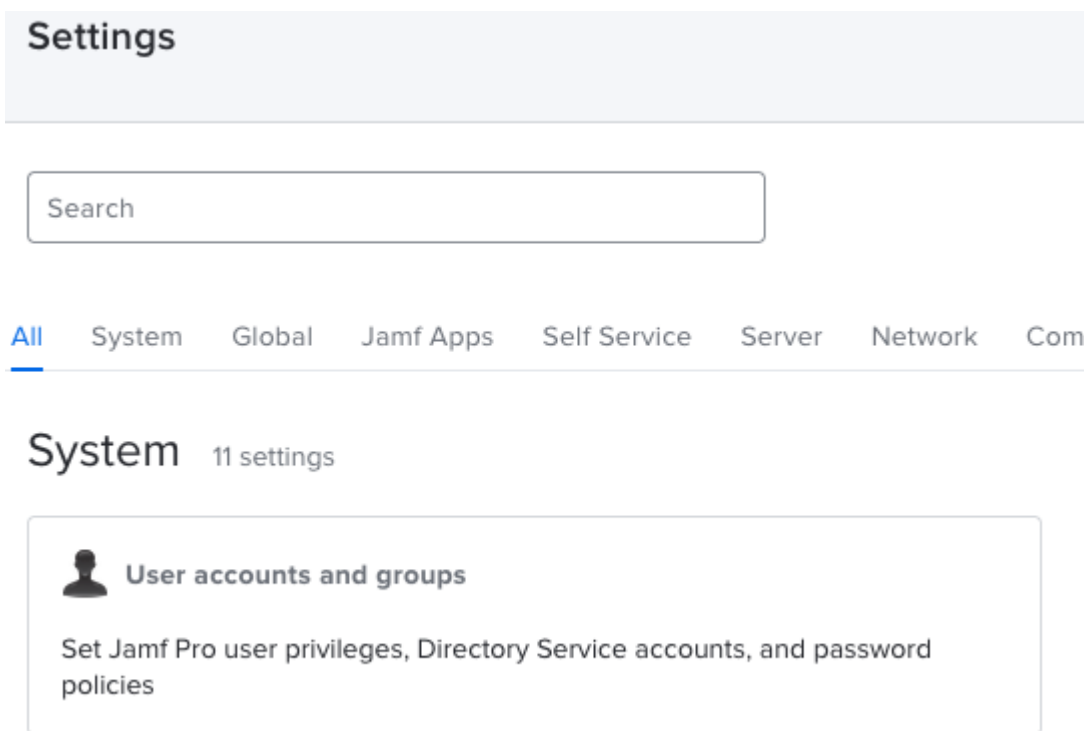 Settings
Search
All System Global Jamf Apps Self Service Server Network Com
System 11 settings
User accounts and groups
Set Jamf Pro user privileges, Directory Service accounts, and password
policies